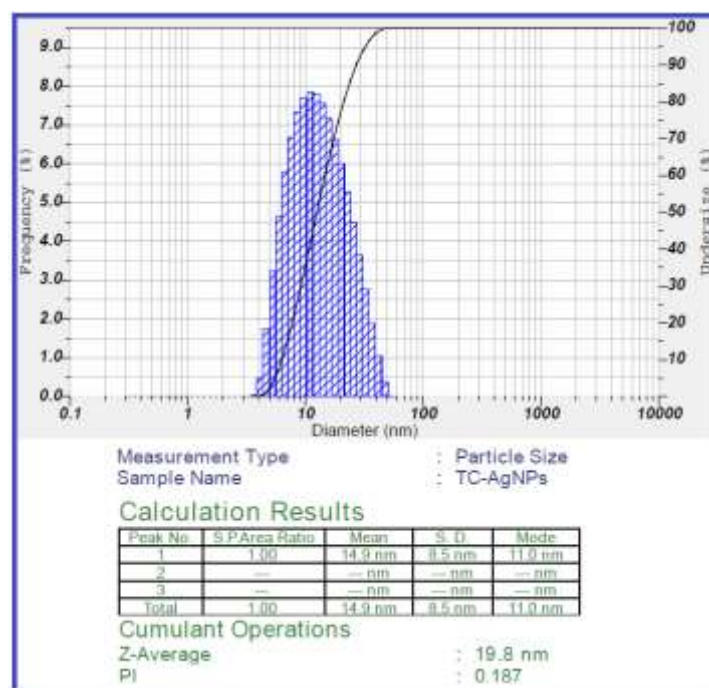 9.0
8.0
7.0
6.0
5.0
4.0
3.0
2.0
1.0
0.0
Frequency (%)
100
90
80
70
60
50
40
30
20
10
Undersize (%)
0.1 1 10 100 1000 10000
Diameter (nm)
Measurement Type : Particle Size
Sample Name : TC-AgNPs
Calculation Results
Peak No. S.P.Area Ratio Mean S. D. Mode
1 1.00 14.9 nm 8.5 nm 11.0 nm
2 --- --- nm --- nm --- nm
3 --- --- nm --- nm --- nm
Total 1.00 14.9 nm 8.5 nm 11.0 nm
Cumulant Operations
Z-Average : 19.8 nm
PI : 0.187